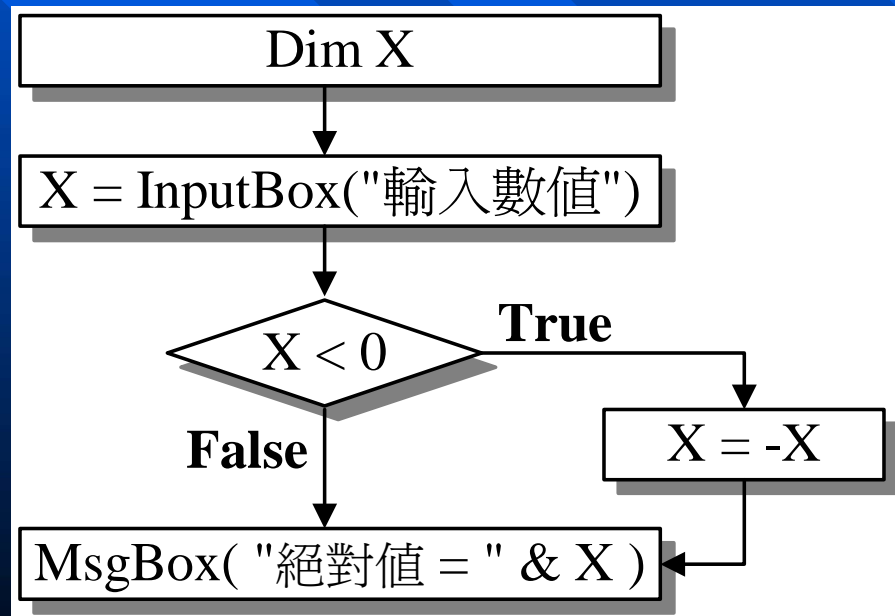 Dim X
X = InputBox("輸入數值")
X < 0
True
False
X = -X
MsgBox( "絕對值 = " & X )